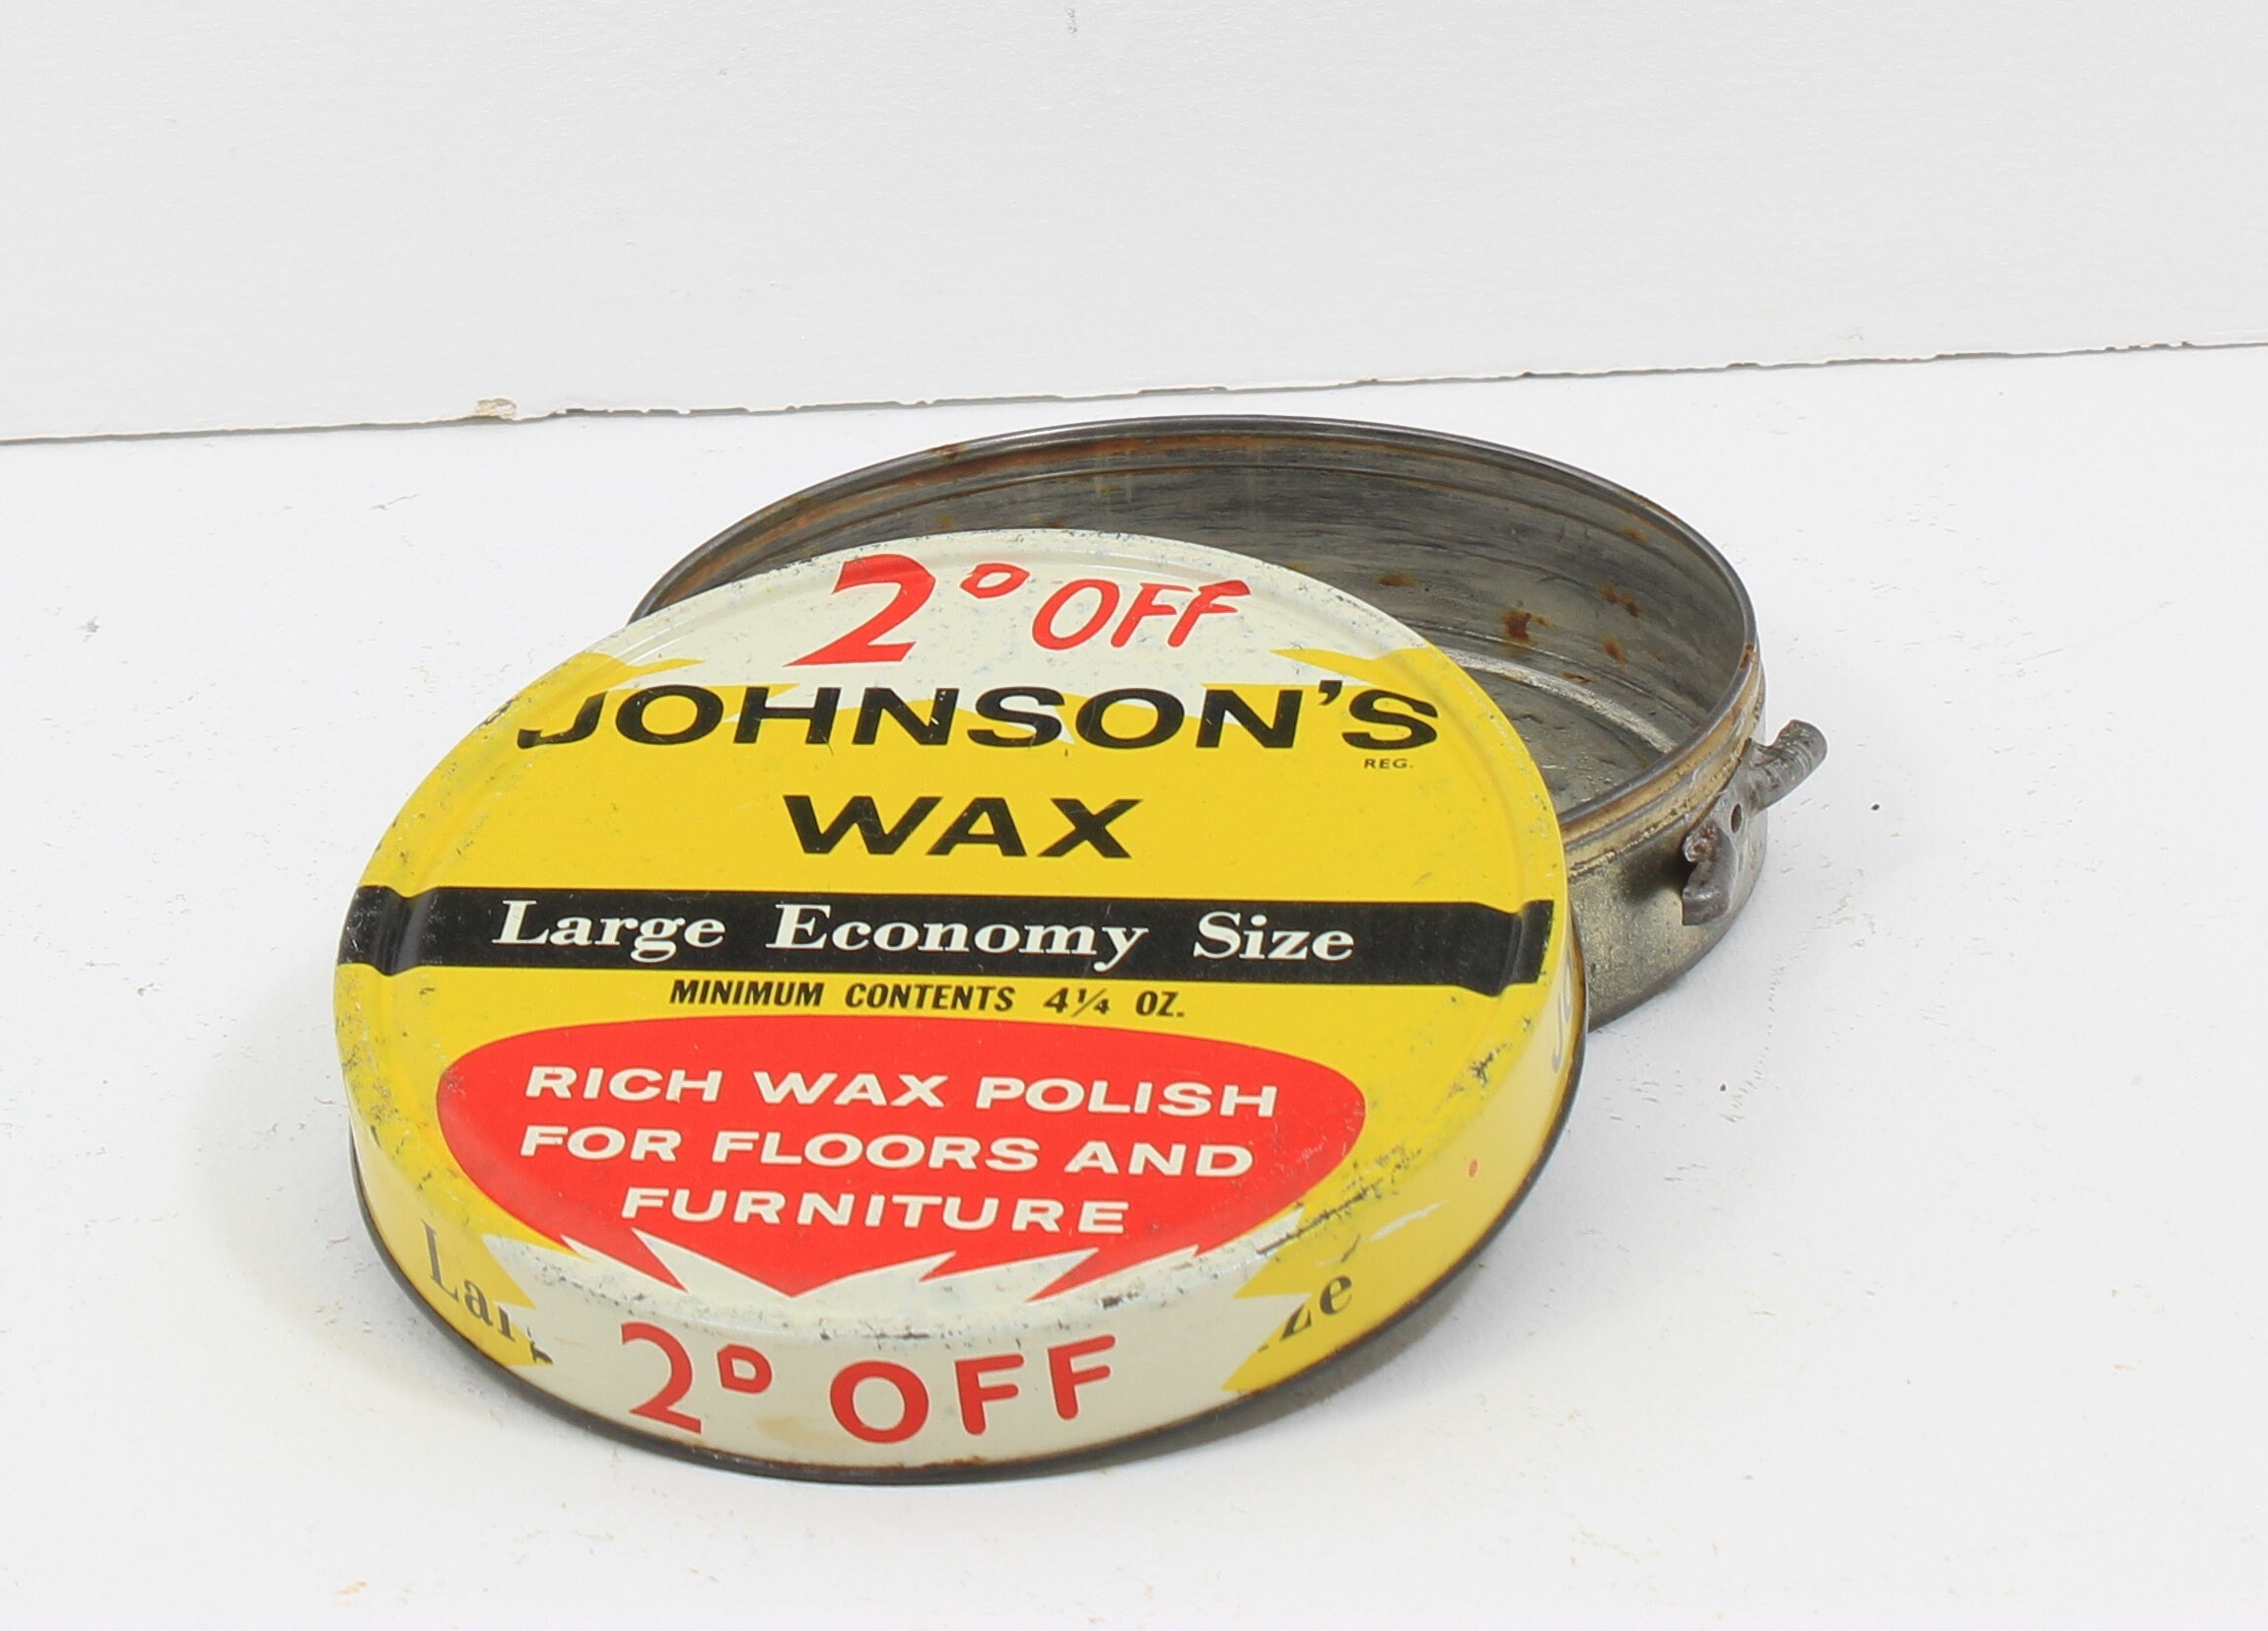 2D OFF
JOHNSON'S
REG.
WAX
Large Economy Size
MINIMUM CONTENTS 4¼ OZ.
RICH WAX POLISH
FOR FLOORS AND
FURNITURE
2D OFF